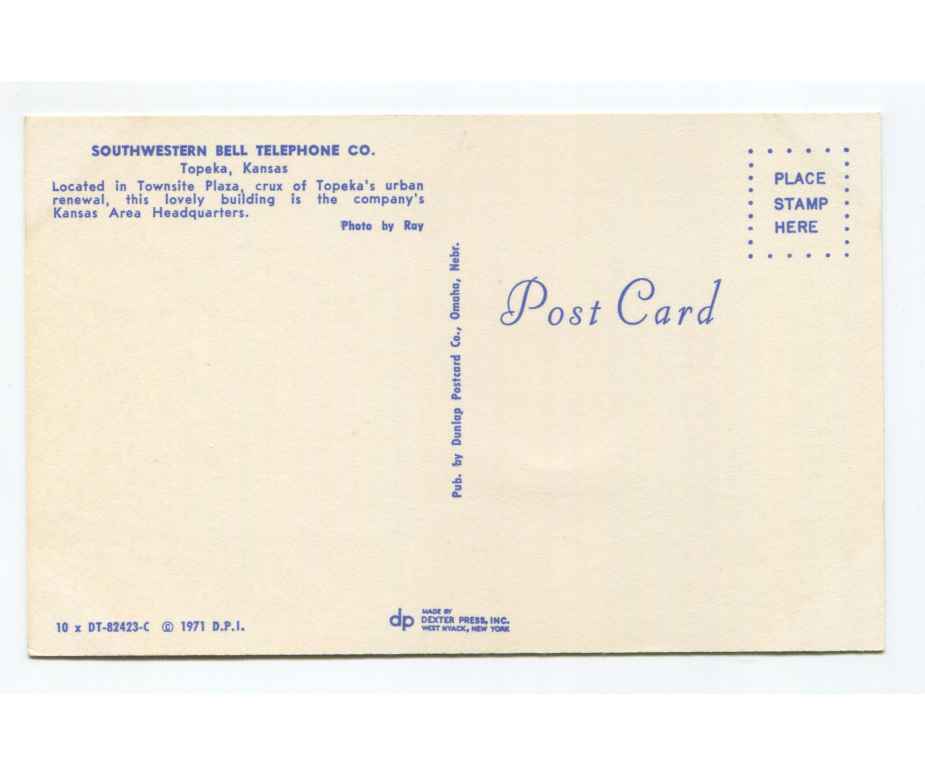 SOUTHWESTERN BELL TELEPHONE CO.
Topeka, Kansas
Located in Townsite Plaza, crux of Topeka's urban
renewal, this lovely building is the company's
Kansas Area Headquarters.
Photo by Ray
Pub. by Dunlap Postcard Co., Omaha, Nebr.
PLACE
STAMP
HERE
Post Card
10 x DT-82423-C © 1971 D.P.I.
dp
MADE BY
DEXTER PRESS, INC.
WEST NYACK, NEW YORK